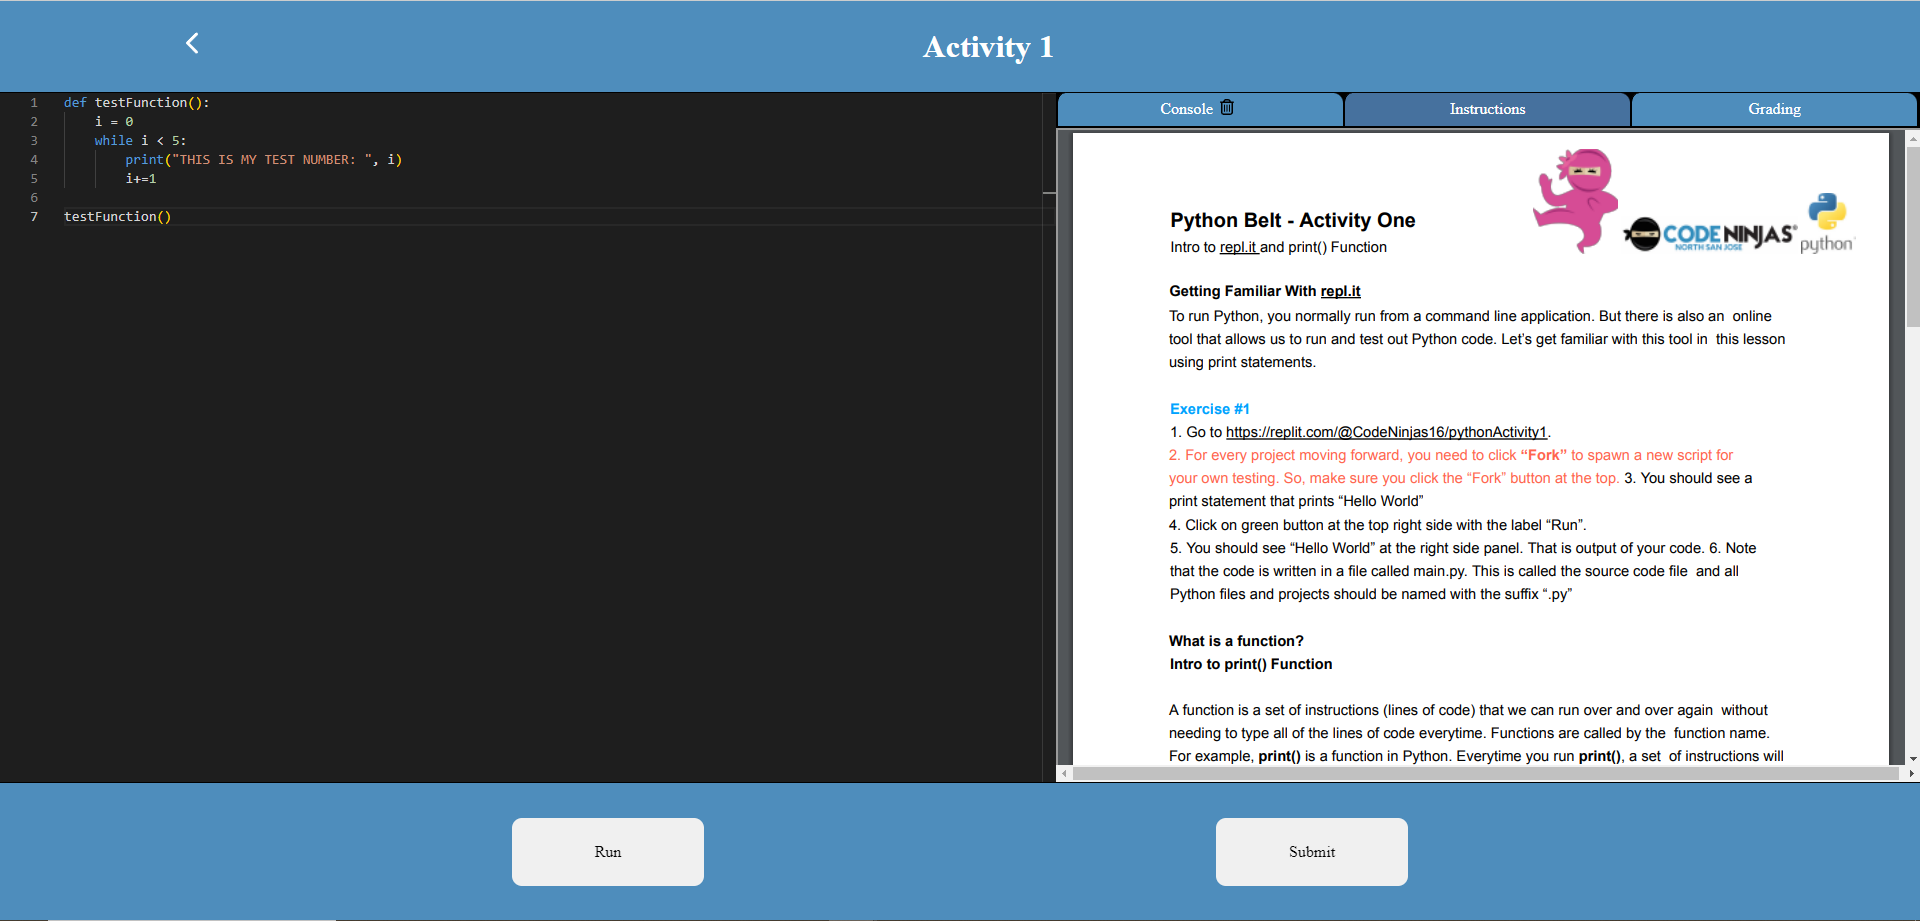 Activity 1
1 def testFunction():
2 i = 0
3 while i < 5:
4 print("THIS IS MY TEST NUMBER: ", i)
5 i+=1
6
7 testFunction()
Console
Instructions
Grading
CODE NINJAS®
NORTH SAN JOSE
python™
Python Belt - Activity One
Intro to repl.it and print() Function
Getting Familiar With repl.it
To run Python, you normally run from a command line application. But there is also an online
tool that allows us to run and test out Python code. Let's get familiar with this tool in this lesson
using print statements.
Exercise #1
1. Go to https://replit.com/@CodeNinjas16/pythonActivity1.
2. For every project moving forward, you need to click “Fork” to spawn a new script for
your own testing. So, make sure you click the “Fork” button at the top. 3. You should see a
print statement that prints “Hello World”
4. Click on green button at the top right side with the label “Run”.
5. You should see “Hello World” at the right side panel. That is output of your code. 6. Note
that the code is written in a file called main.py. This is called the source code file and all
Python files and projects should be named with the suffix “.py”
What is a function?
Intro to print() Function
A function is a set of instructions (lines of code) that we can run over and over again without
needing to type all of the lines of code everytime. Functions are called by the function name.
For example, print() is a function in Python. Everytime you run print(), a set of instructions will
Run
Submit